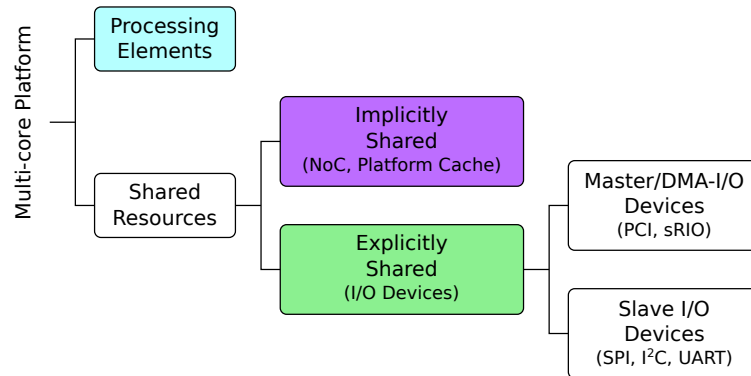 Multi-core Platform
Processing
Elements
Shared
Resources
Implicitly
Shared
(NoC, Platform Cache)
Explicitly
Shared
(I/O Devices)
Master/DMA-I/O
Devices
(PCI, sRIO)
Slave I/O
Devices
(SPI, I²C, UART)